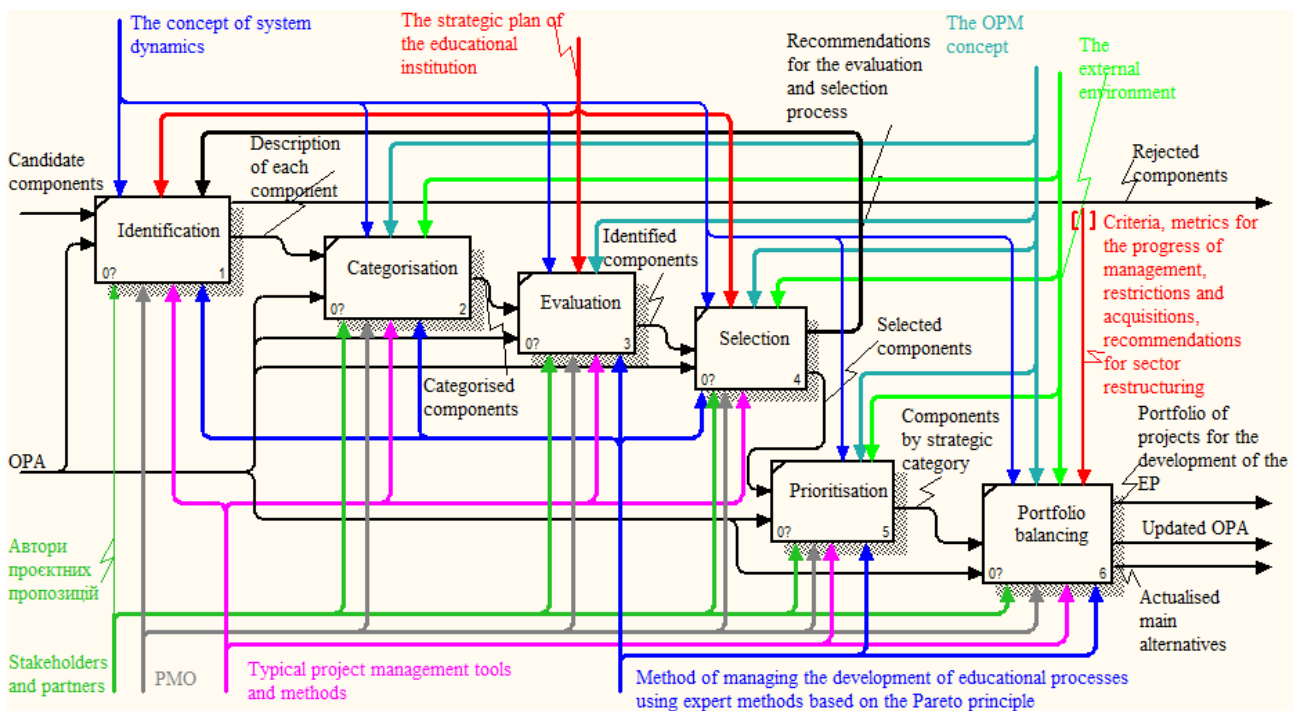 The concept of system
dynamics
The strategic plan of
the educational
institution
Recommendations
for the evaluation
and selection
process
The OPM
concept
The
external
environment
Candidate
components
Description
of each
component
Rejected
components
Identification
0? 1
Categorisation
0? 2
Identified
components
Evaluation
0? 3
Selection
0? 4
Selected
components
[ ] Criteria, metrics for
the progress of
management,
restrictions and
acquisitions,
recommendations
for sector
restructuring
Categorised
components
Components
by strategic
category
Portfolio of
projects for the
development of the
EP
OPA
Prioritisation
0? 5
Portfolio
balancing
0? 6
Updated OPA
Actualised
main
alternatives
Автори
проєктних
пропозицій
Stakeholders
and partners
PMO
Typical project management tools
and methods
Method of managing the development of educational processes
using expert methods based on the Pareto principle